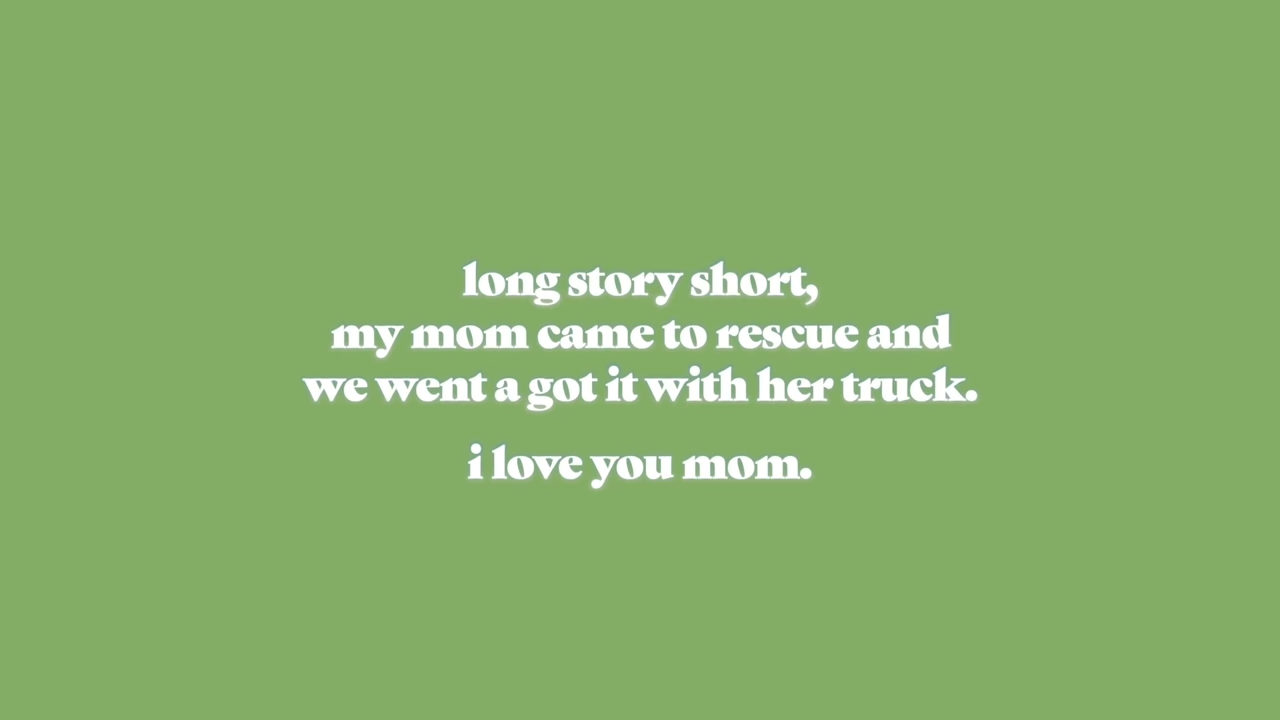 long story short,
my mom came to rescue and
we went a got it with her truck.
i love you mom.